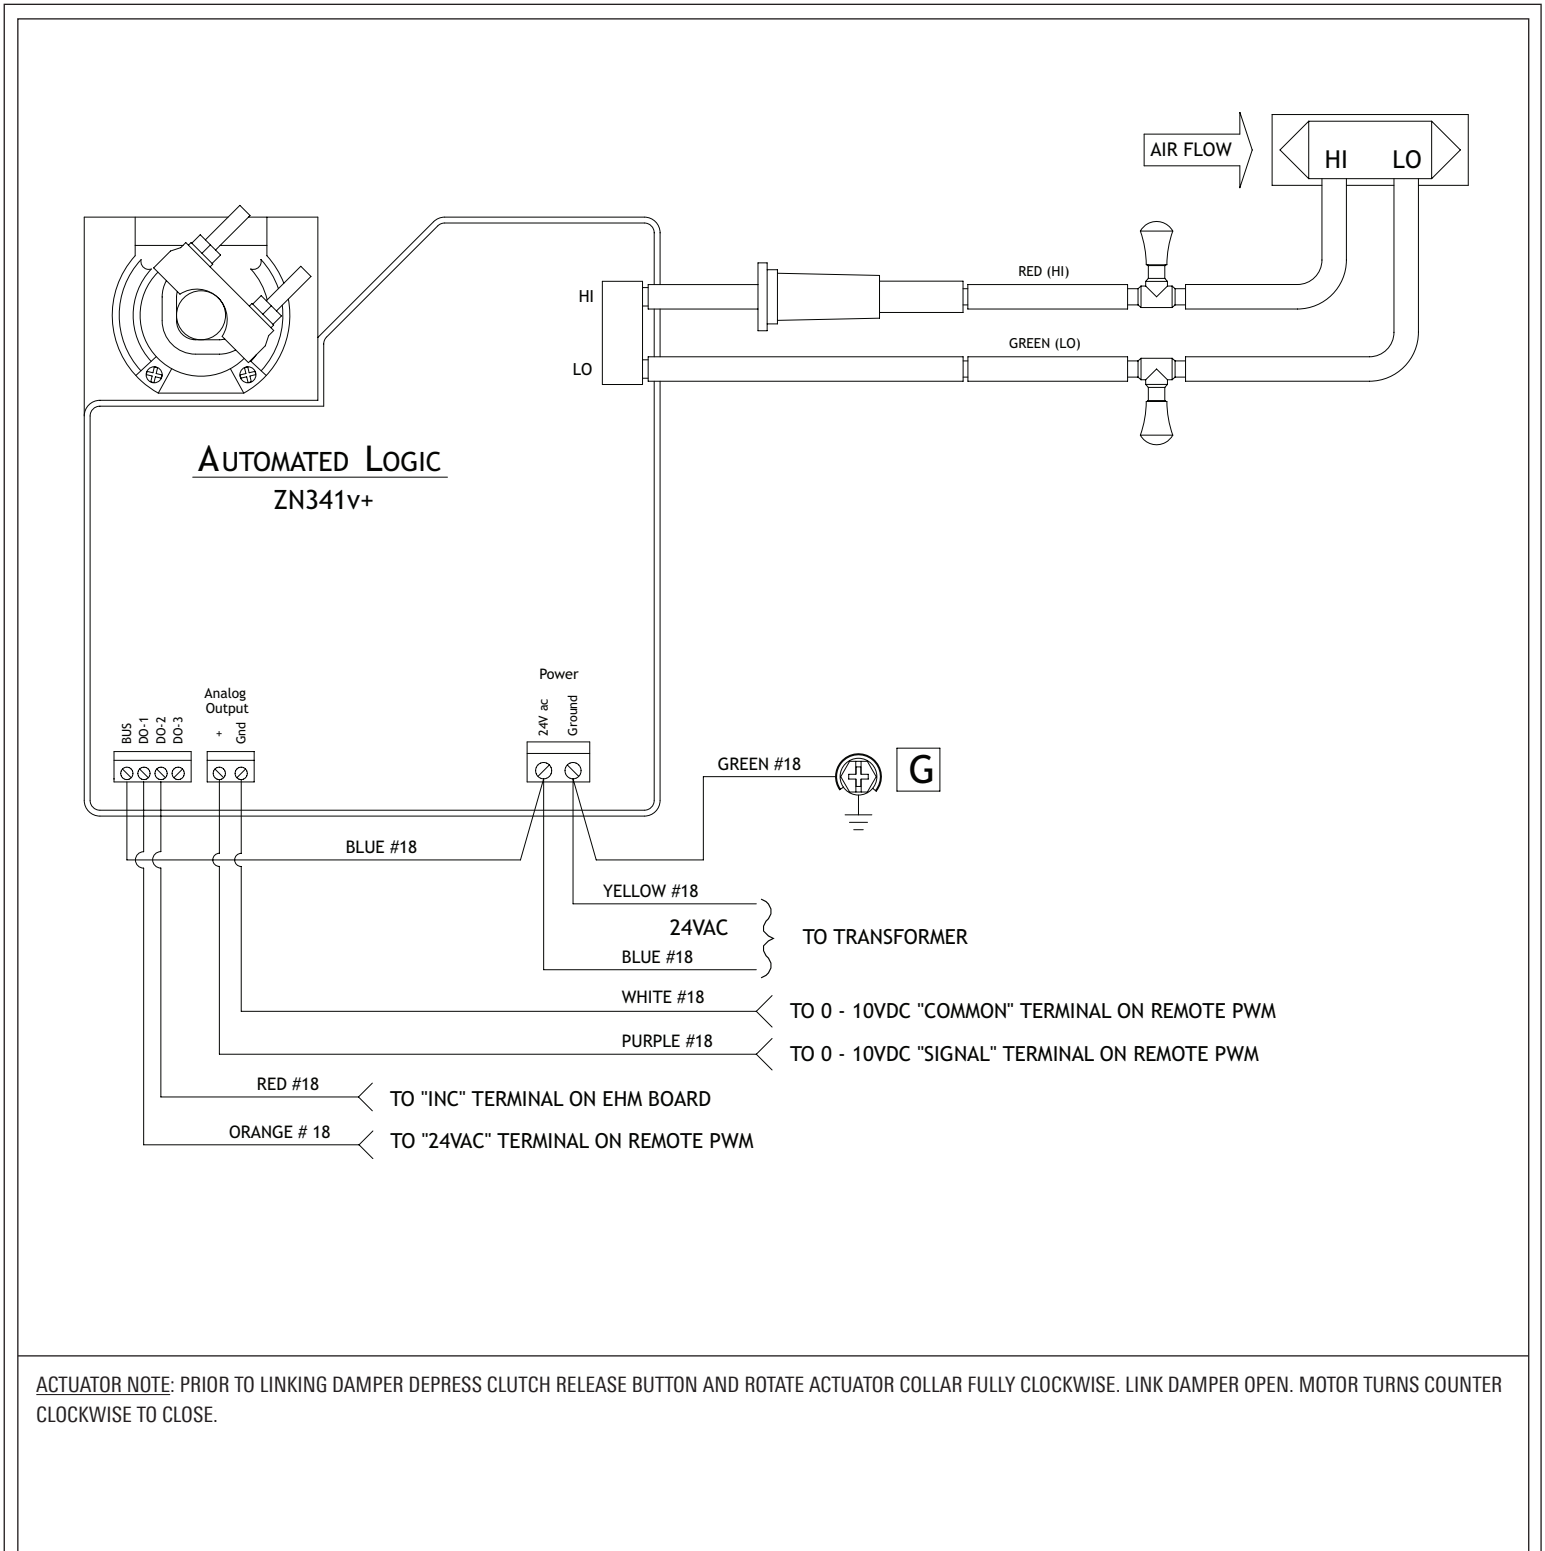 AIR FLOW
HI LO
RED (HI)
HI
GREEN (LO)
LO
AUTOMATED LOGIC
ZN341v+
Power
24V ac
Ground
Analog
Output
BUS
DO-1
DO-2
DO-3
+
Gnd
GREEN #18
G
BLUE #18
YELLOW #18
24VAC
TO TRANSFORMER
BLUE #18
WHITE #18
TO 0 - 10VDC "COMMON" TERMINAL ON REMOTE PWM
PURPLE #18
TO 0 - 10VDC "SIGNAL" TERMINAL ON REMOTE PWM
RED #18
TO "INC" TERMINAL ON EHM BOARD
ORANGE # 18
TO "24VAC" TERMINAL ON REMOTE PWM
ACTUATOR NOTE: PRIOR TO LINKING DAMPER DEPRESS CLUTCH RELEASE BUTTON AND ROTATE ACTUATOR COLLAR FULLY CLOCKWISE. LINK DAMPER OPEN. MOTOR TURNS COUNTER
CLOCKWISE TO CLOSE.